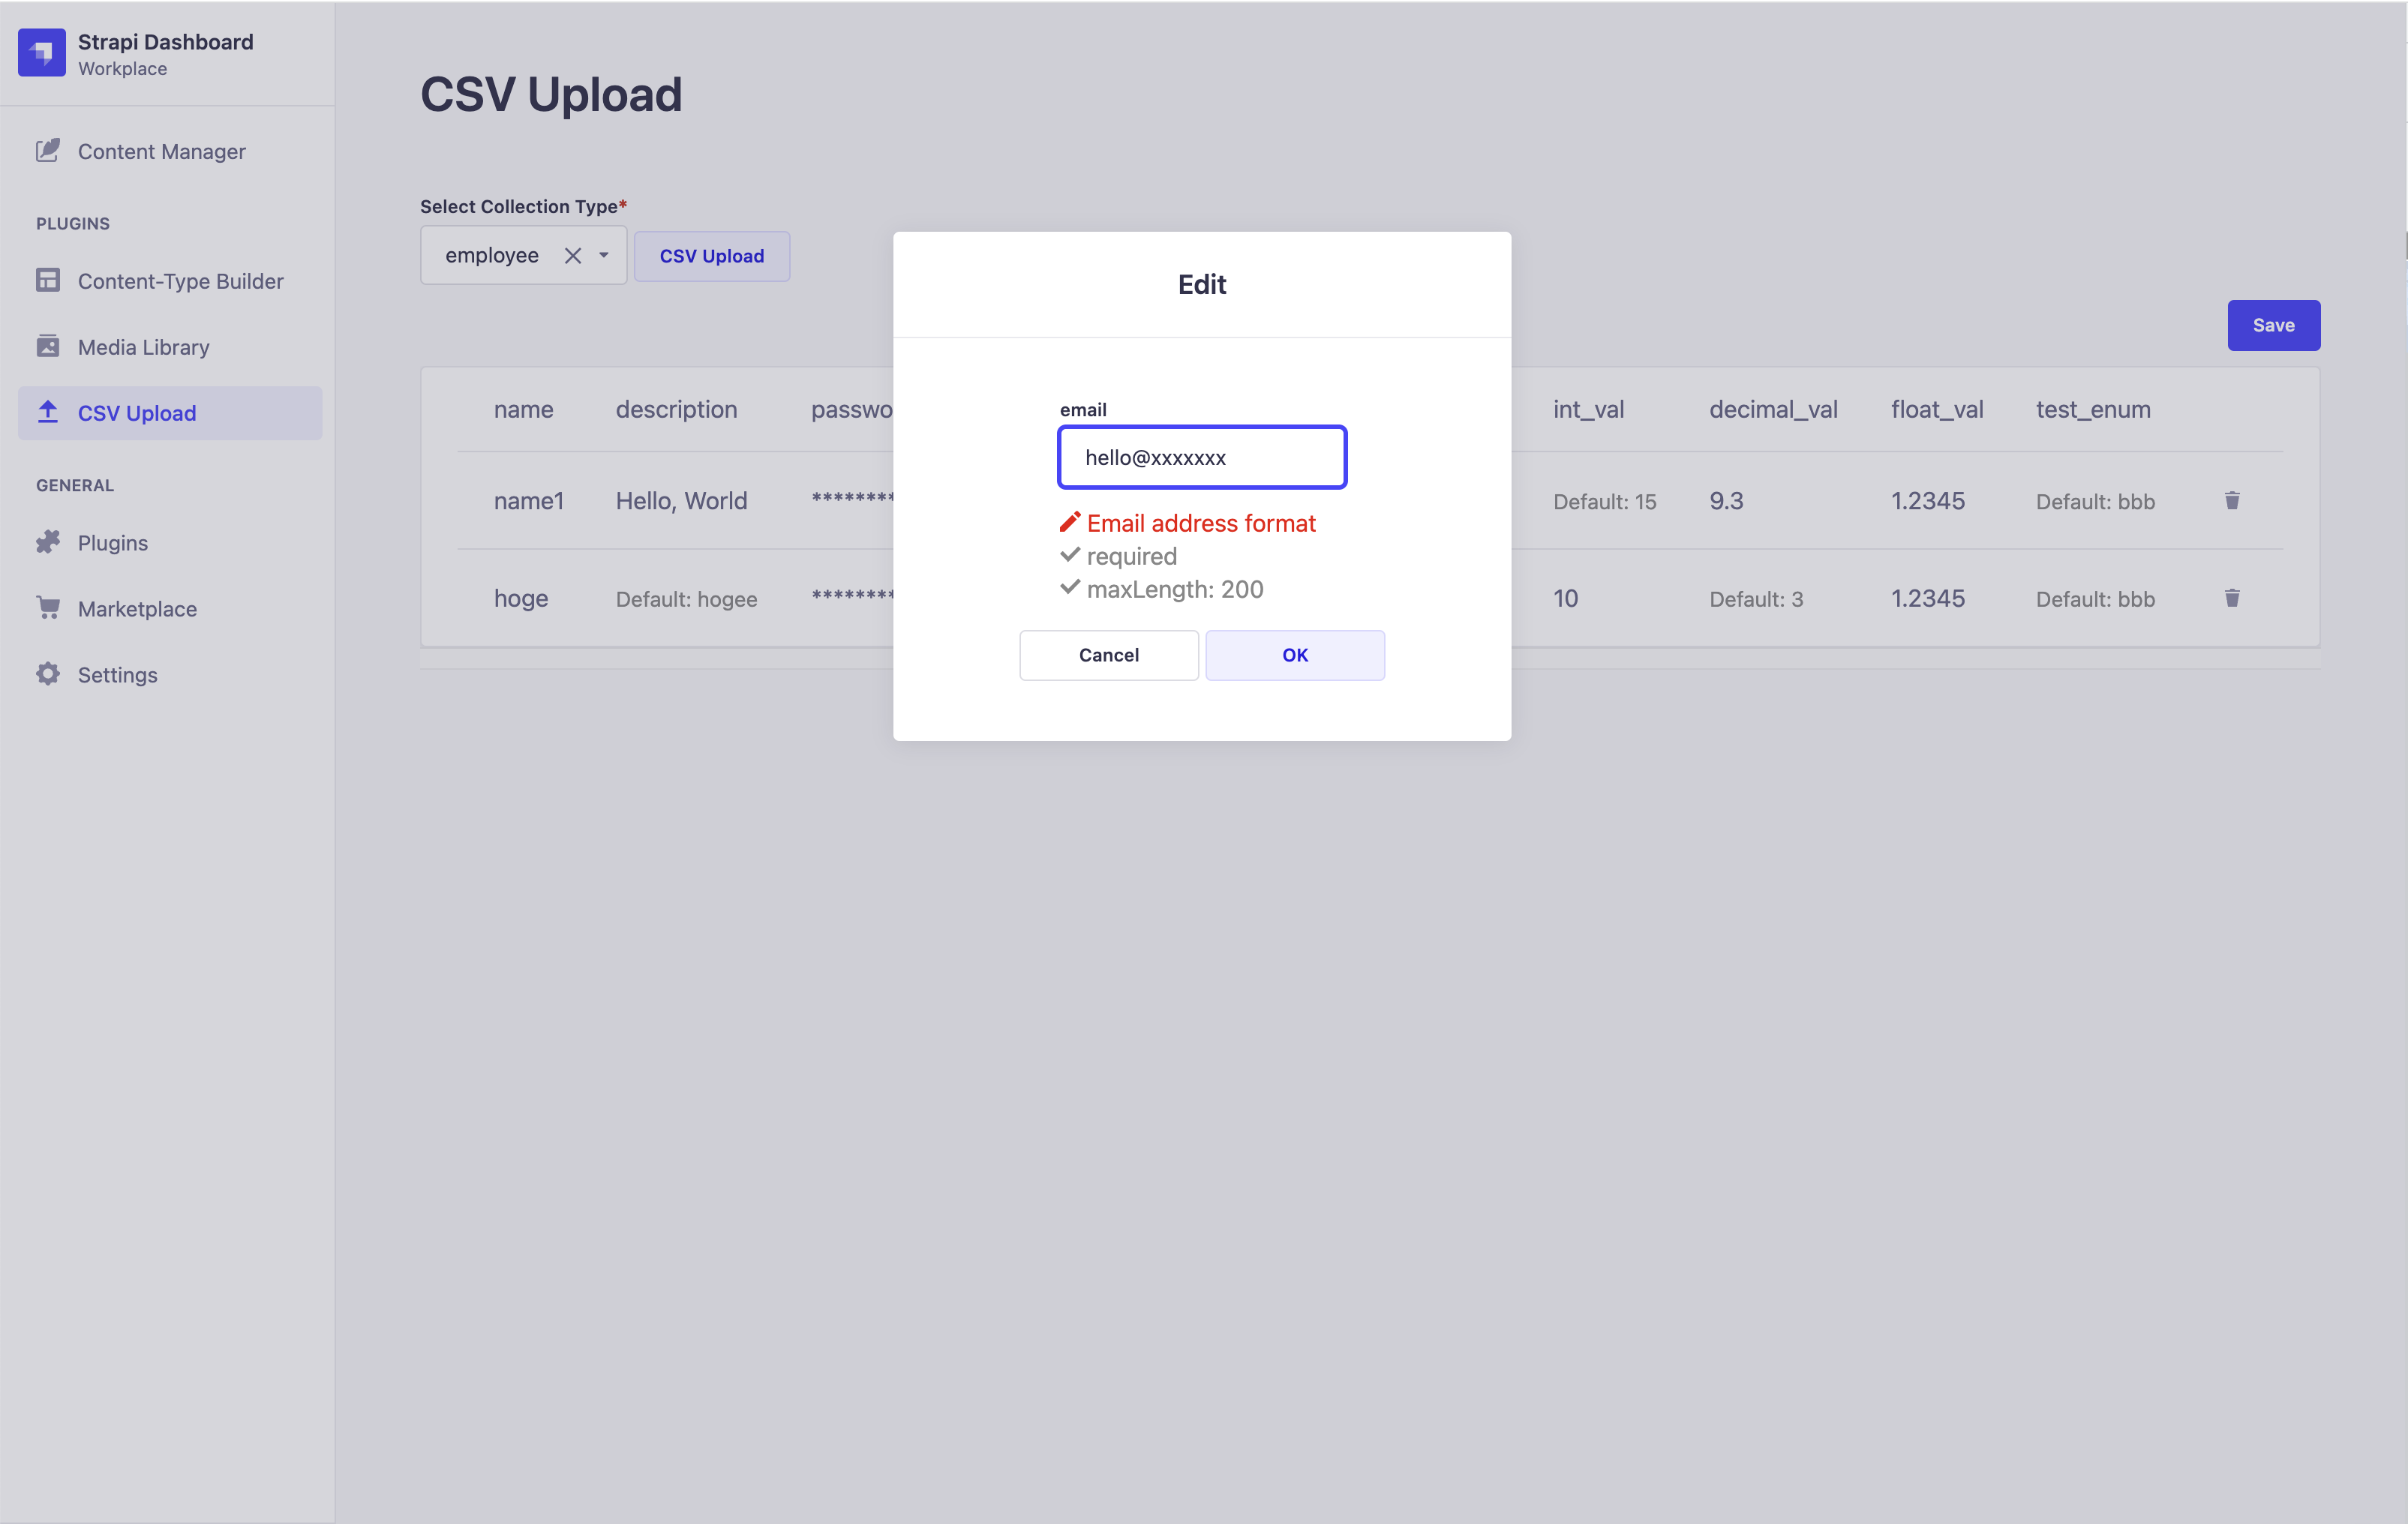 Strapi Dashboard
Workplace
Content Manager
PLUGINS
Content-Type Builder
Media Library
CSV Upload
GENERAL
Plugins
Marketplace
Settings
CSV Upload
Select Collection Type*
employee
CSV Upload
Save
name description passwo int_val decimal_val float_val test_enum
name1 Hello, World ******** Default: 15 9.3 1.2345 Default: bbb
hoge Default: hogee ******** 10 Default: 3 1.2345 Default: bbb
Edit
email
hello@xxxxxxx
Email address format
required
maxLength: 200
Cancel OK